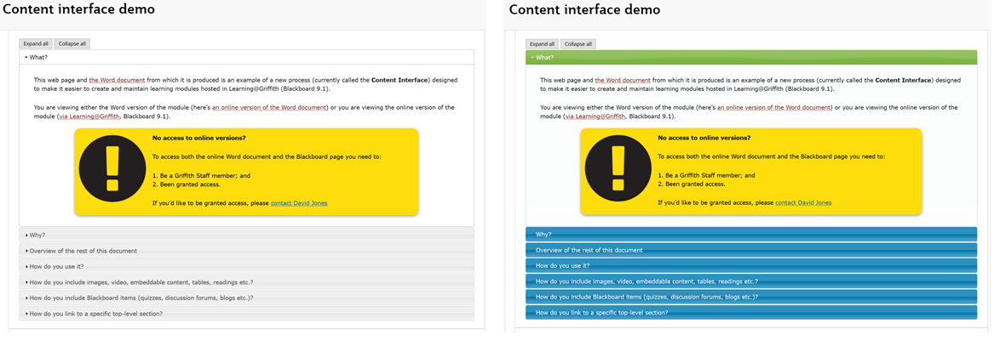 Content interface demo
Expand all Collapse all
What?
This web page and the Word document from which it is produced is an example of a new process (currently called the Content Interface) designed
to make it easier to create and maintain learning modules hosted in Learning@Griffith (Blackboard 9.1).
You are viewing either the Word version of the module (here's an online version of the Word document) or you are viewing the online version of the
module (via Learning@Griffith, Blackboard 9.1).
No access to online versions?
To access both the online Word document and the Blackboard page you need to:
1. Be a Griffith Staff member; and
2. Been granted access.
If you'd like to be granted access, please contact David Jones
Why?
Overview of the rest of this document
How do you use it?
How do you include images, video, embeddable content, tables, readings etc.?
How do you include Blackboard items (quizzes, discussion forums, blogs etc.)?
How do you link to a specific top-level section?
Content interface demo
Expand all Collapse all
What?
This web page and the Word document from which it is produced is an example of a new process (currently called the Content Interface) designed
to make it easier to create and maintain learning modules hosted in Learning@Griffith (Blackboard 9.1).
You are viewing either the Word version of the module (here's an online version of the Word document) or you are viewing the online version of the
module (via Learning@Griffith, Blackboard 9.1).
No access to online versions?
To access both the online Word document and the Blackboard page you need to:
1. Be a Griffith Staff member; and
2. Been granted access.
If you'd like to be granted access, please contact David Jones
Why?
Overview of the rest of this document
How do you use it?
How do you include images, video, embeddable content, tables, readings etc.?
How do you include Blackboard items (quizzes, discussion forums, blogs etc.)?
How do you link to a specific top-level section?